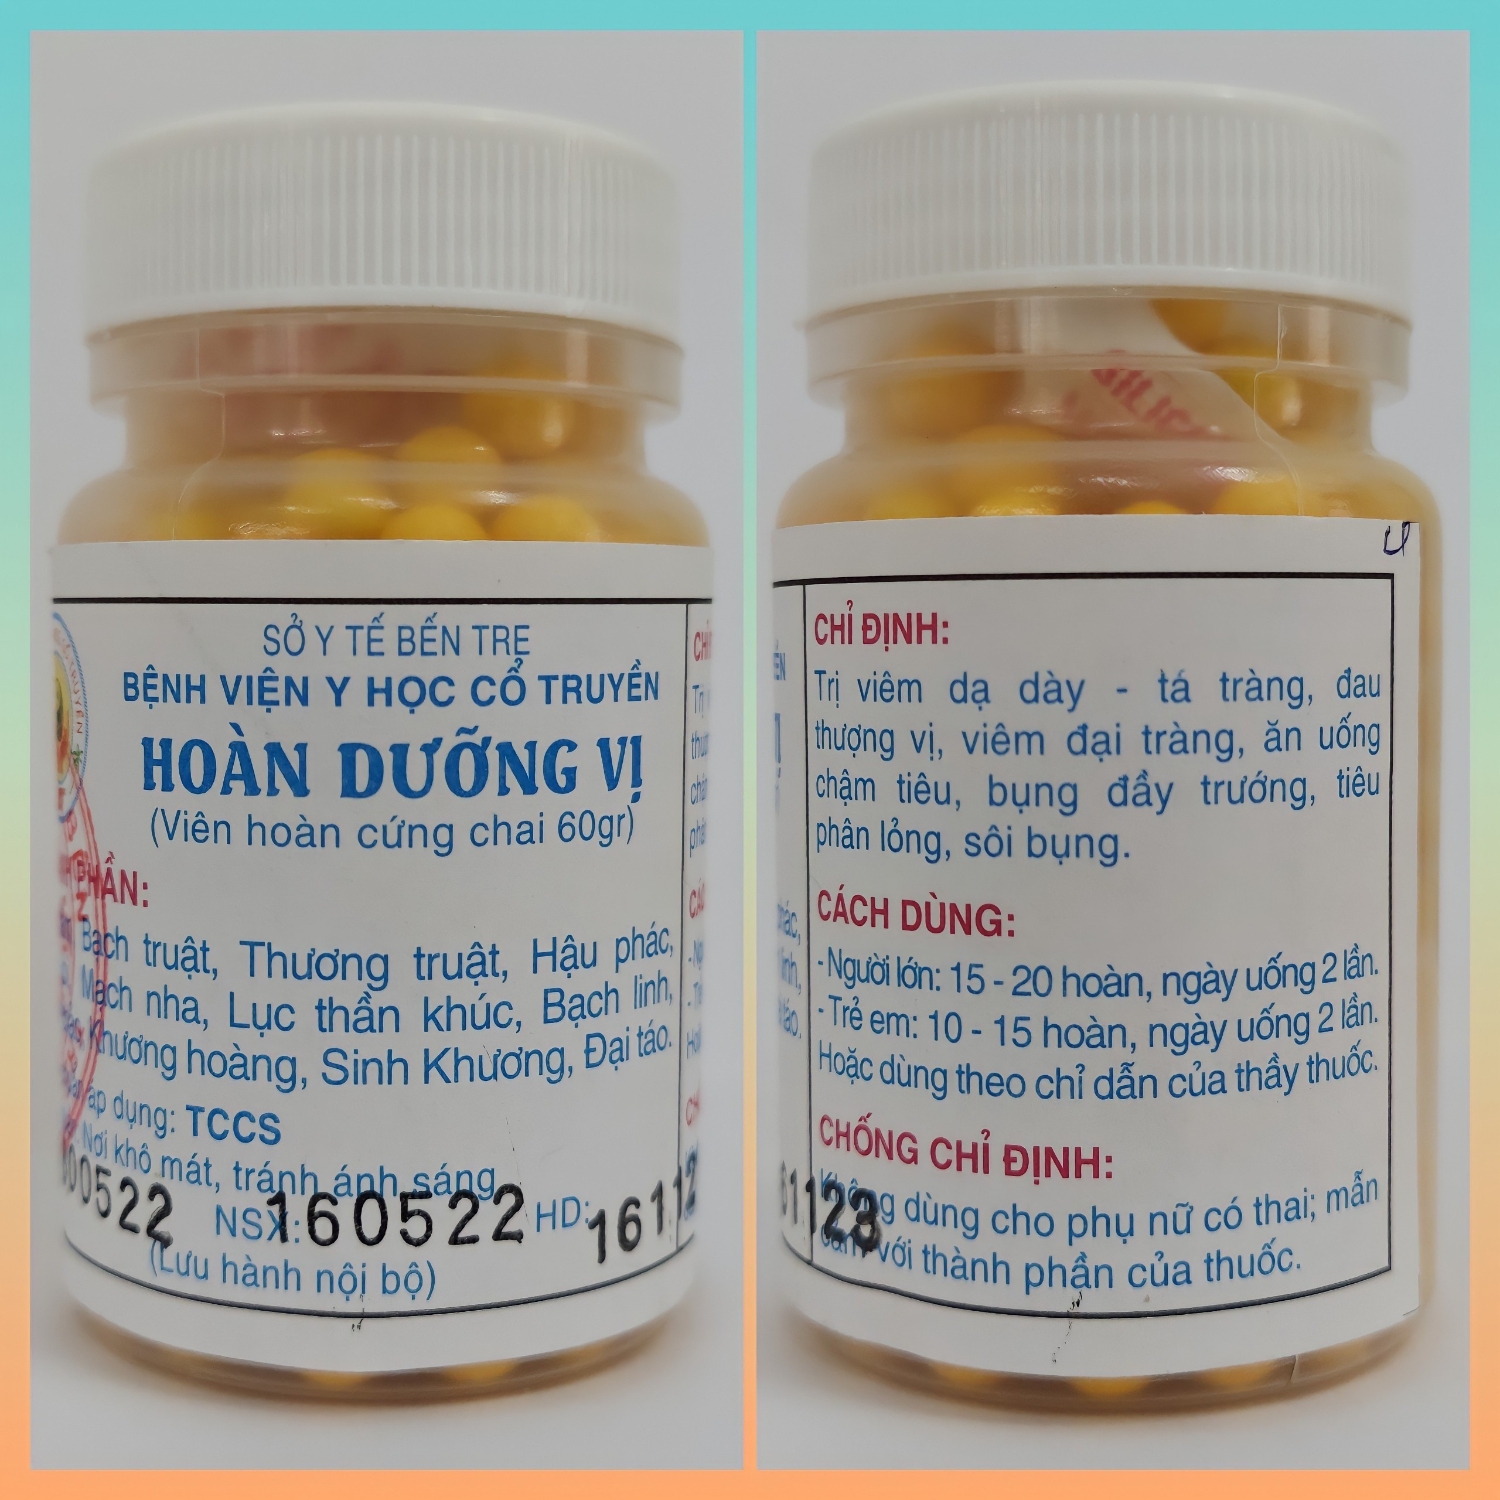 SỞ Y TẾ BẾN TRE
BỆNH VIỆN Y HỌC CỔ TRUYỀN
HOÀN DƯỠNG VỊ
(Viên hoàn cứng chai 60gr)
PHẦN:
Bạch truật, Thương truật, Hậu phác,
Mạch nha, Lục thần khúc, Bạch linh,
Khương hoàng, Sinh Khương, Đại táo.
áp dụng: TCCS
Nơi khô mát, tránh ánh sáng
00522 NSX: 160522 HD: 16112
(Lưu hành nội bộ)
SILICA
CHỈ ĐỊNH:
Trị viêm dạ dày - tá tràng, đau
thượng vị, viêm đại tràng, ăn uống
chậm tiêu, bụng đầy trướng, tiêu
phân lỏng, sôi bụng.
CÁCH DÙNG:
- Người lớn: 15 - 20 hoàn, ngày uống 2 lần.
- Trẻ em: 10 - 15 hoàn, ngày uống 2 lần.
Hoặc dùng theo chỉ dẫn của thầy thuốc.
CHỐNG CHỈ ĐỊNH:
61123
Không dùng cho phụ nữ có thai; mẫn
cảm với thành phần của thuốc.